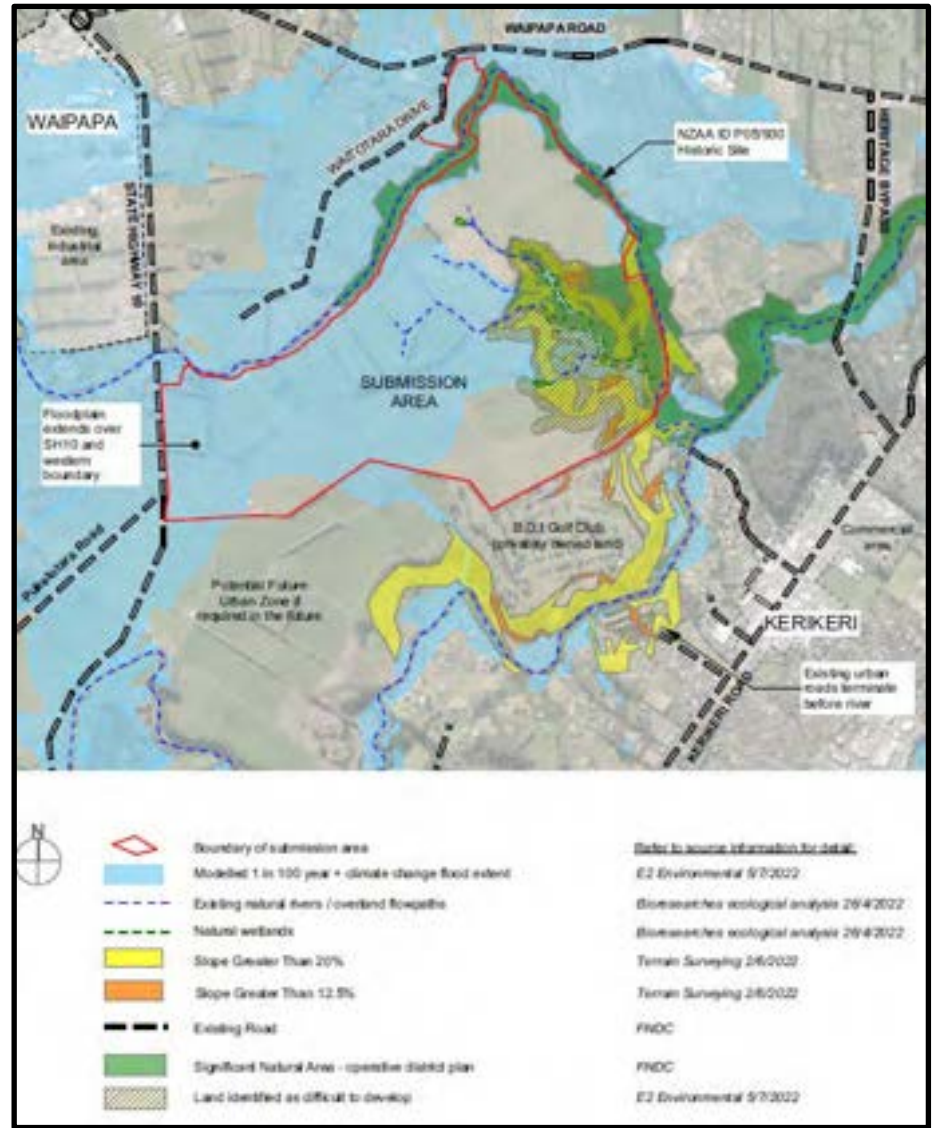 WAIPAPA ROAD
WAIPAPA
WAITOTARA DRIVE
NZAA ID P05/900
Historic Site
HERITAGE BYPASS
STATE HIGHWAY 10
Existing
industrial
area
SUBMISSION
AREA
Floodplain
extends over
SH10 and
western
boundary
B.O.I Golf Club
(privately owned land)
Commercial
area
Potential Future
Urban Zone if
required in the future
KERIKERI
Existing urban
roads terminate
before river
KERIKERI ROAD
N
Boundary of submission area
Refer to source information for detail:
Modelled 1 in 100 year + climate change flood extent
E2 Environmental 5/7/2022
Existing natural rivers / overland flowpaths
Bioresearches ecological analysis 26/4/2022
Natural wetlands
Bioresearches ecological analysis 26/4/2022
Slope Greater Than 20%
Terrain Surveying 2/6/2022
Slope Greater Than 12.5%
Terrain Surveying 2/6/2022
Existing Road
FNDC
Significant Natural Area - operative district plan
FNDC
Land identified as difficult to develop
E2 Environmental 5/7/2022